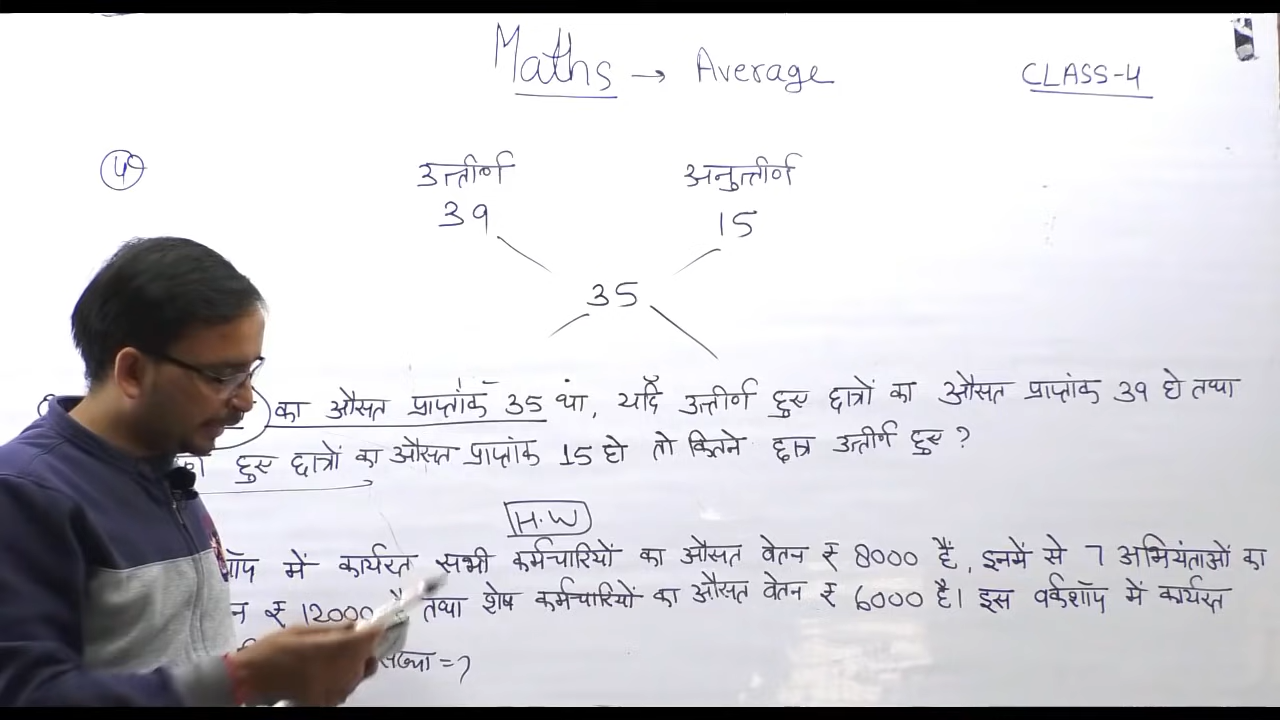 Maths → Average
CLASS-4
49
उत्तीर्ण अनुत्तीर्ण
39 15
35
का औसत प्राप्तांक 35 था, यदि उत्तीर्ण हुए छात्रों का औसत प्राप्तांक 39 थे तथा
हुए छात्रों का औसत प्राप्तांक 15 थे तो कितने छात्र उत्तीर्ण हुए ?
H.W
में कार्यरत सभी कर्मचारियों का औसत वेतन ₹ 8000 हैं, इनमें से 7 अभियंताओं का
₹ 12000 है तथा शेष कर्मचारियों का औसत वेतन ₹ 6000 है। इस वर्कशॉप में कार्यरत
संख्या = ?